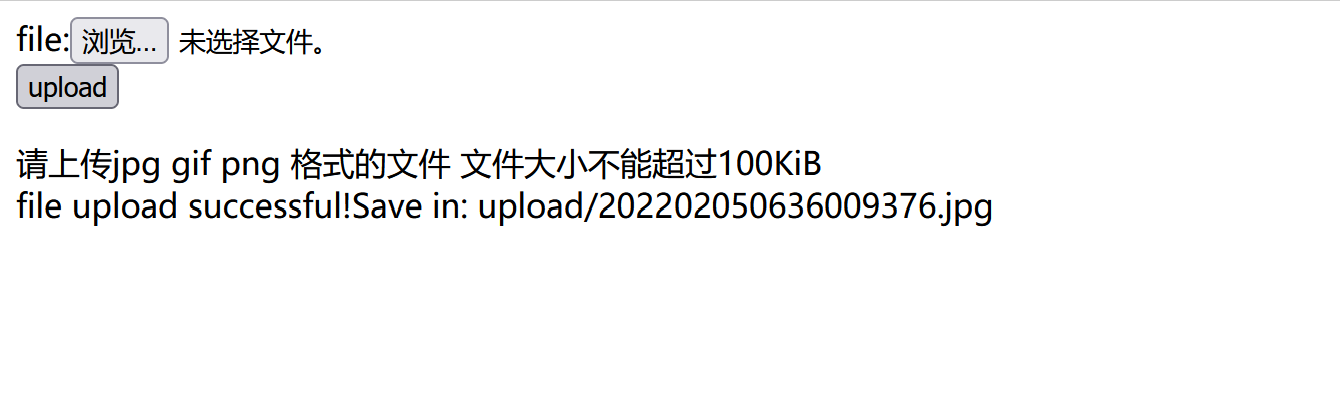 file:浏览... 未选择文件。
upload
请上传jpg gif png 格式的文件 文件大小不能超过100KiB
file upload successful!Save in: upload/202202050636009376.jpg